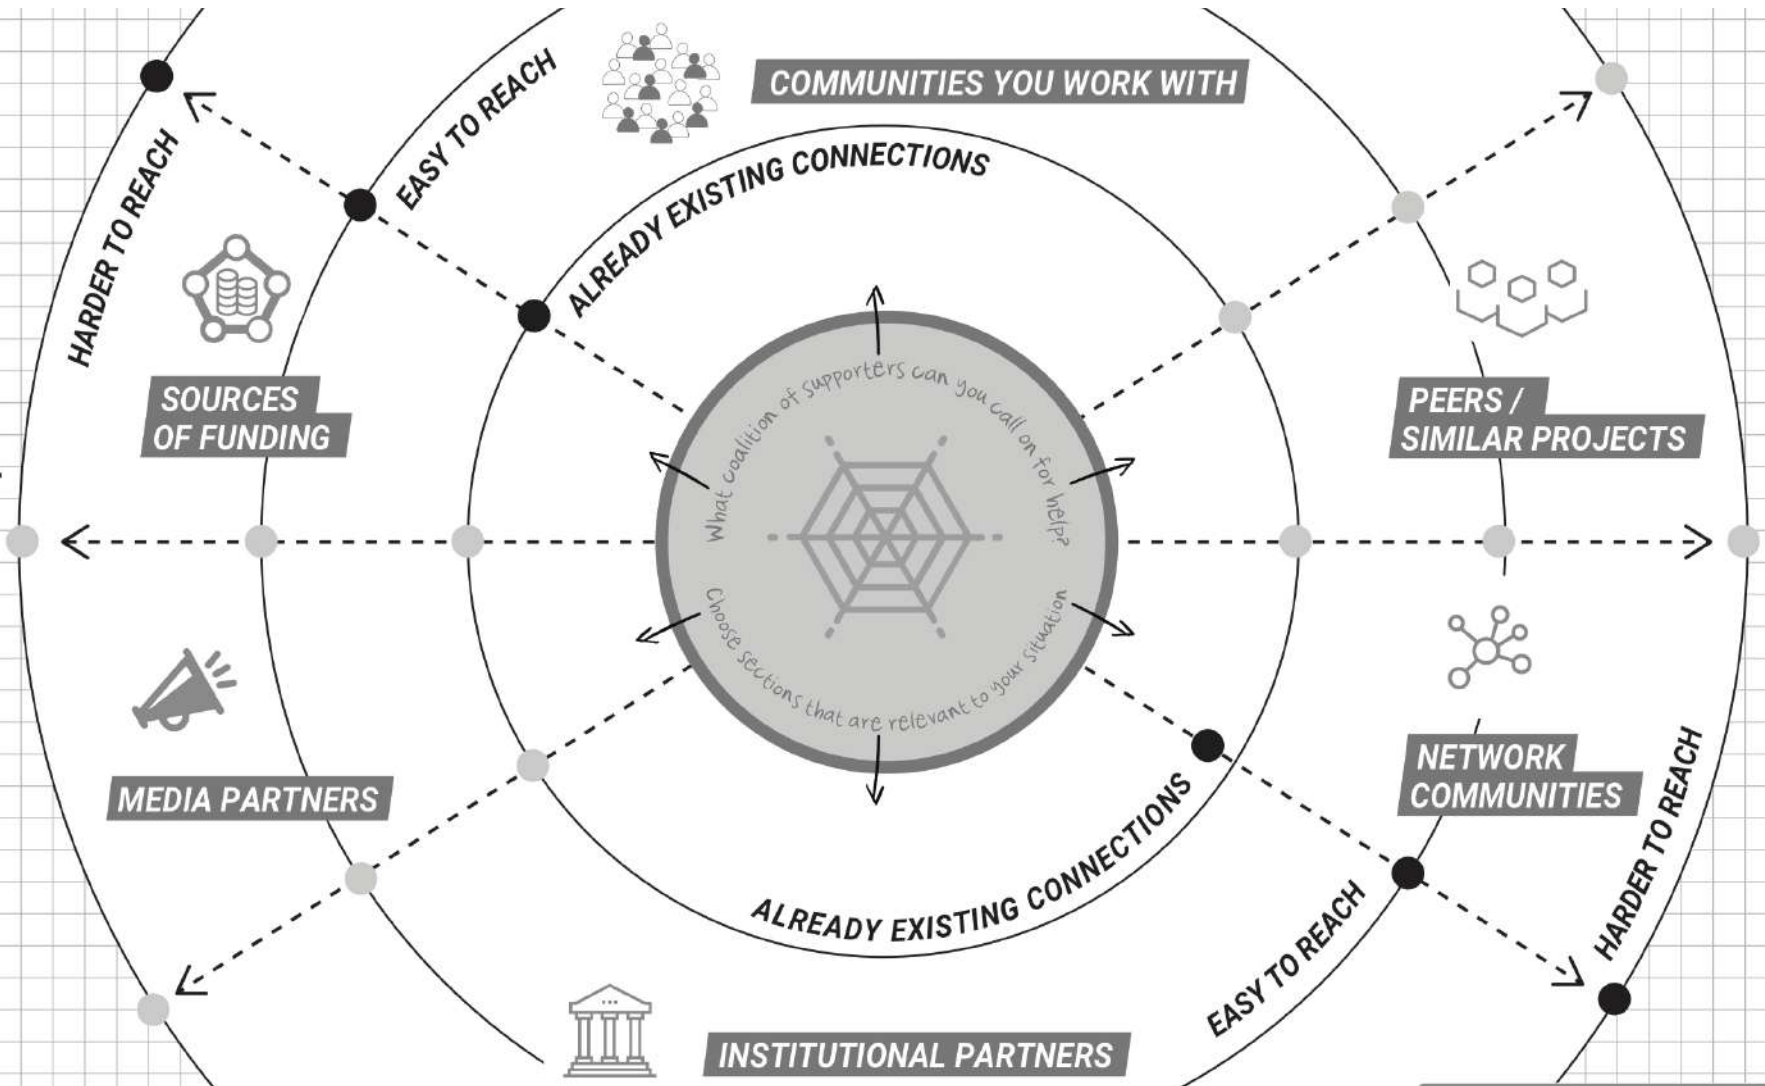 EASY TO REACH
COMMUNITIES YOU WORK WITH
HARDER TO REACH
ALREADY EXISTING CONNECTIONS
SOURCES
OF FUNDING
What coalition of supporters can you call on for help?
PEERS /
SIMILAR PROJECTS
Choose sections that are relevant to your situation
MEDIA PARTNERS
NETWORK
COMMUNITIES
ALREADY EXISTING CONNECTIONS
EASY TO REACH
HARDER TO REACH
INSTITUTIONAL PARTNERS